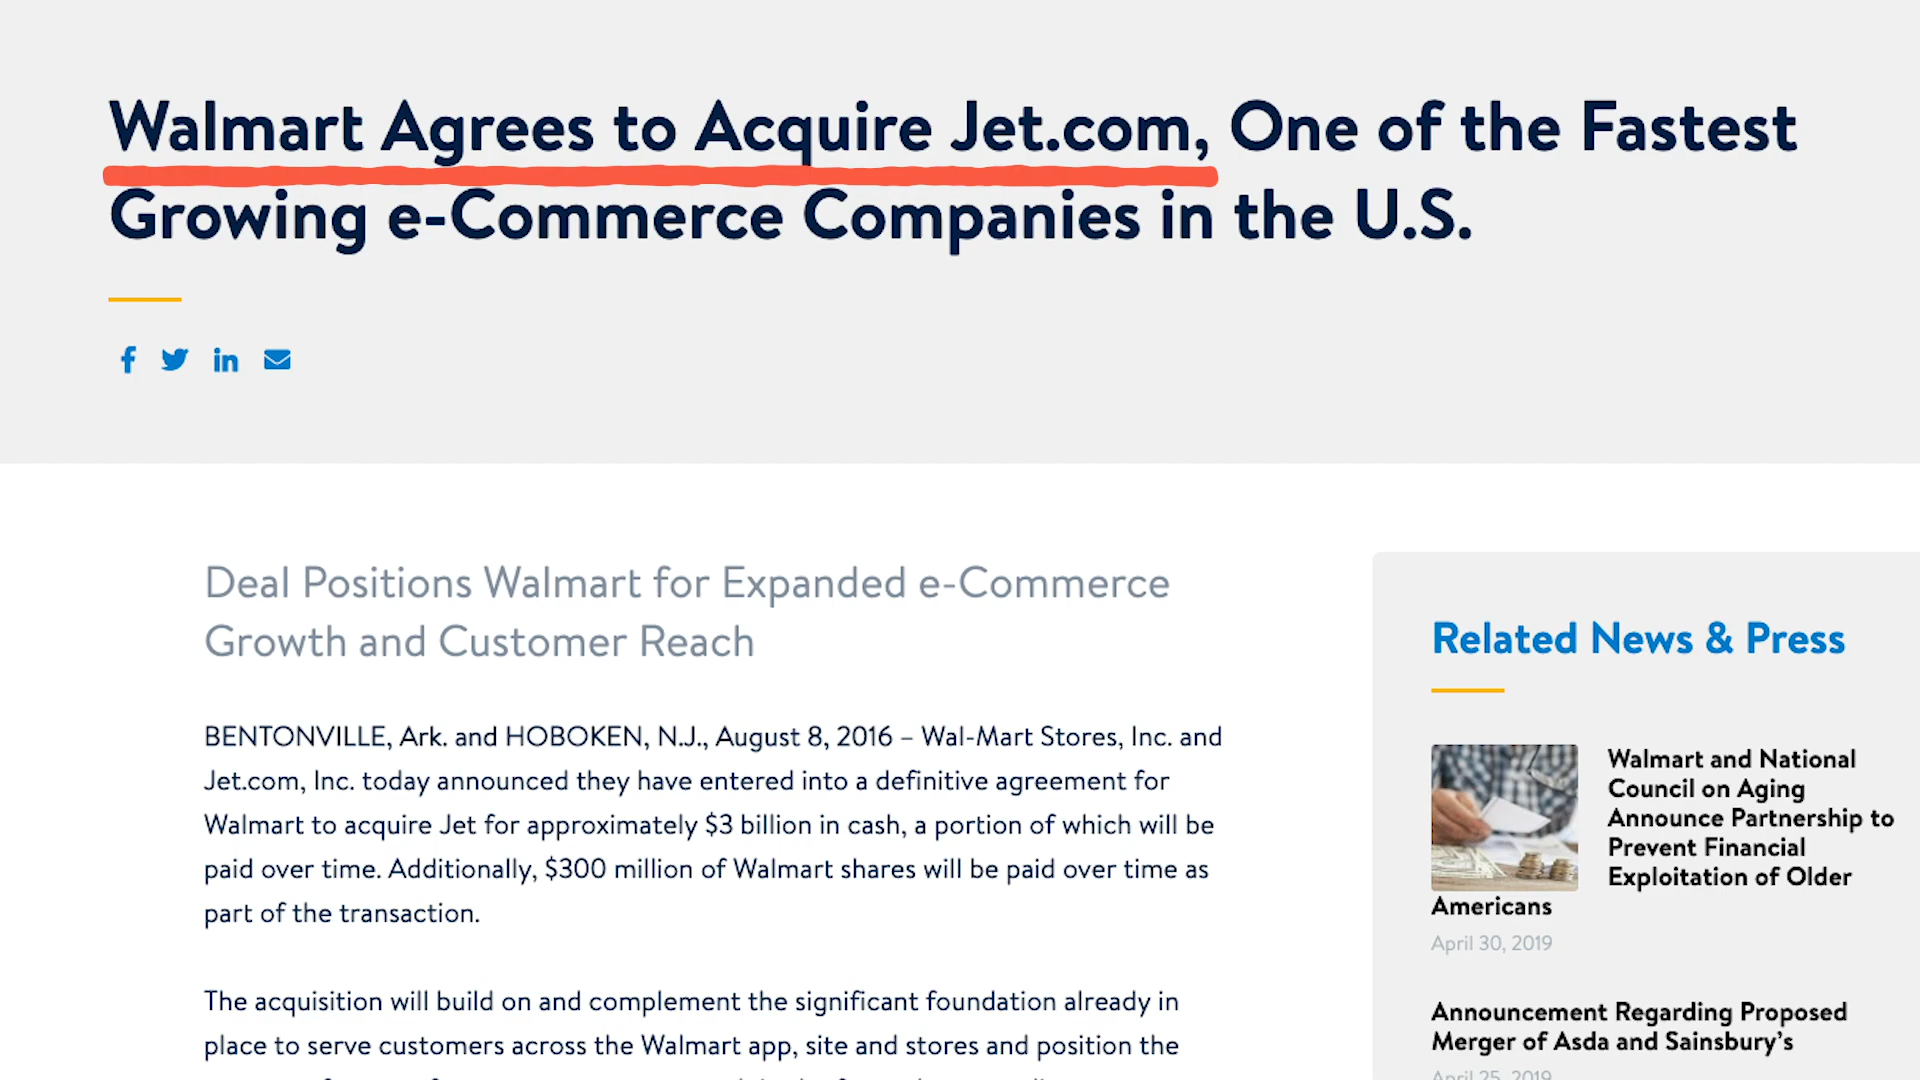 Walmart Agrees to Acquire Jet.com, One of the Fastest
Growing e-Commerce Companies in the U.S.
Deal Positions Walmart for Expanded e-Commerce
Growth and Customer Reach
BENTONVILLE, Ark. and HOBOKEN, N.J., August 8, 2016 – Wal-Mart Stores, Inc. and
Jet.com, Inc. today announced they have entered into a definitive agreement for
Walmart to acquire Jet for approximately $3 billion in cash, a portion of which will be
paid over time. Additionally, $300 million of Walmart shares will be paid over time as
part of the transaction.
The acquisition will build on and complement the significant foundation already in
place to serve customers across the Walmart app, site and stores and position the
Related News & Press
Walmart and National
Council on Aging
Announce Partnership to
Prevent Financial
Exploitation of Older
Americans
April 30, 2019
Announcement Regarding Proposed
Merger of Asda and Sainsbury's
April 25, 2019